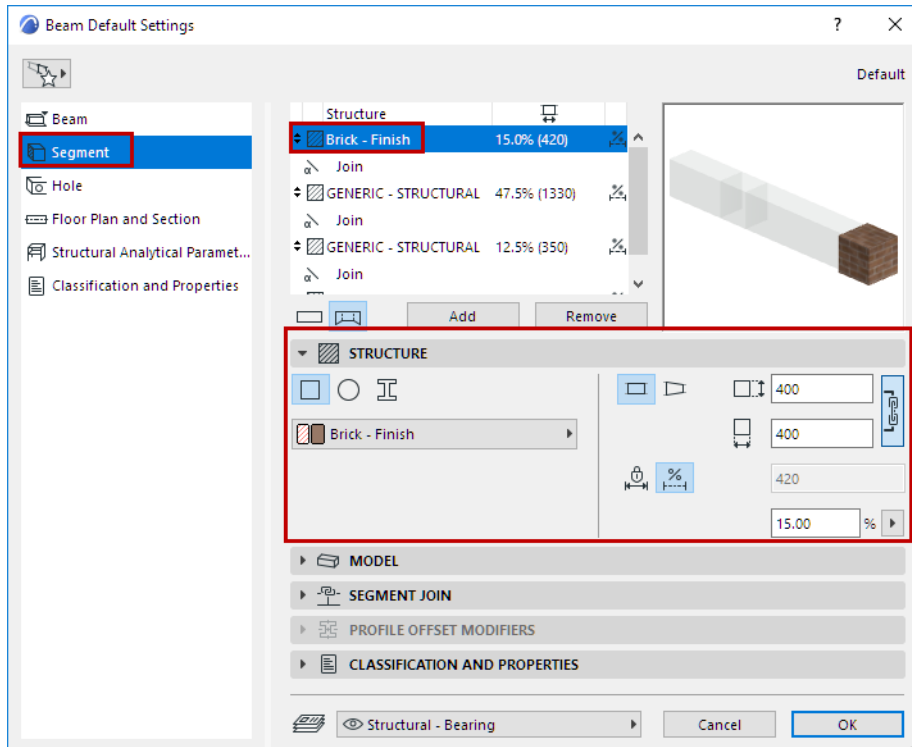 Beam Default Settings ? ×
Default
Beam
Segment
Hole
Floor Plan and Section
Structural Analytical Paramet...
Classification and Properties
Structure
Brick - Finish 15.0% (420)
Join
GENERIC - STRUCTURAL 47.5% (1330)
Join
GENERIC - STRUCTURAL 12.5% (350)
Join
Add Remove
STRUCTURE
400
Brick - Finish
400
420
15.00 %
MODEL
SEGMENT JOIN
PROFILE OFFSET MODIFIERS
CLASSIFICATION AND PROPERTIES
Structural - Bearing Cancel OK